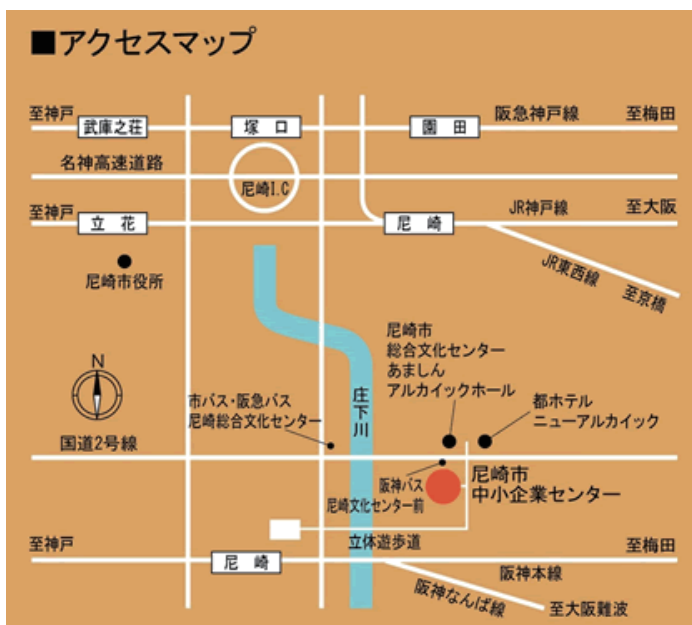 ■アクセスマップ
至神戸
武庫之荘
塚口
園田
阪急神戸線
至梅田
名神高速道路
尼崎I.C
至神戸
立花
尼崎
JR神戸線
至大阪
JR東西線
至京橋
尼崎市役所
N
国道2号線
市バス・阪急バス
尼崎総合文化センター
庄下川
尼崎市
総合文化センター
あましん
アルカイックホール
都ホテル
ニューアルカイック
阪神バス
尼崎文化センター前
尼崎市
中小企業センター
立体遊歩道
至神戸
尼崎
阪神本線
至梅田
阪神なんば線
至大阪難波